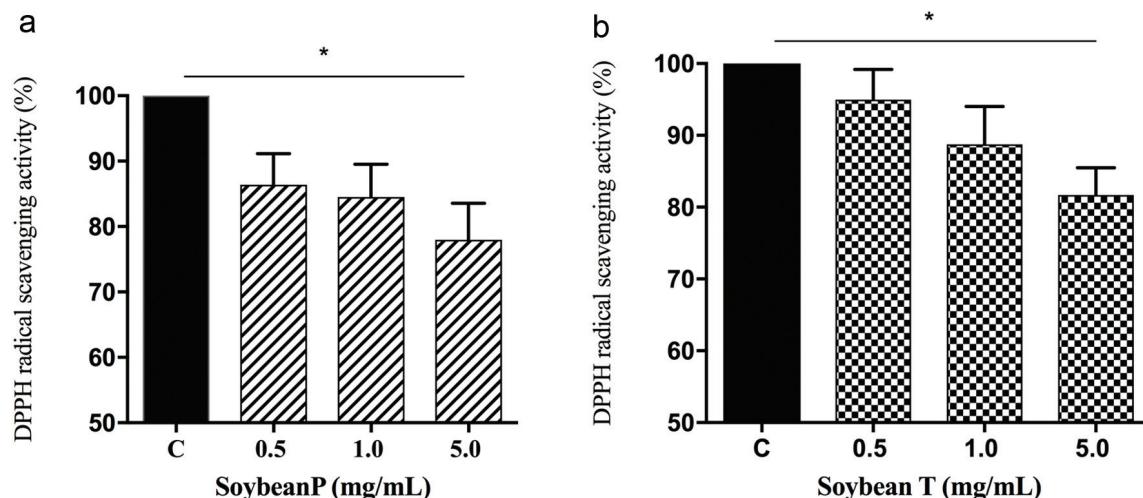 a
*
DPPH radical scavenging activity (%)
100
90
80
70
60
50
C 0.5 1.0 5.0
SoybeanP (mg/mL)
b
*
DPPH radical scavenging activity (%)
100
90
80
70
60
50
C 0.5 1.0 5.0
Soybean T (mg/mL)